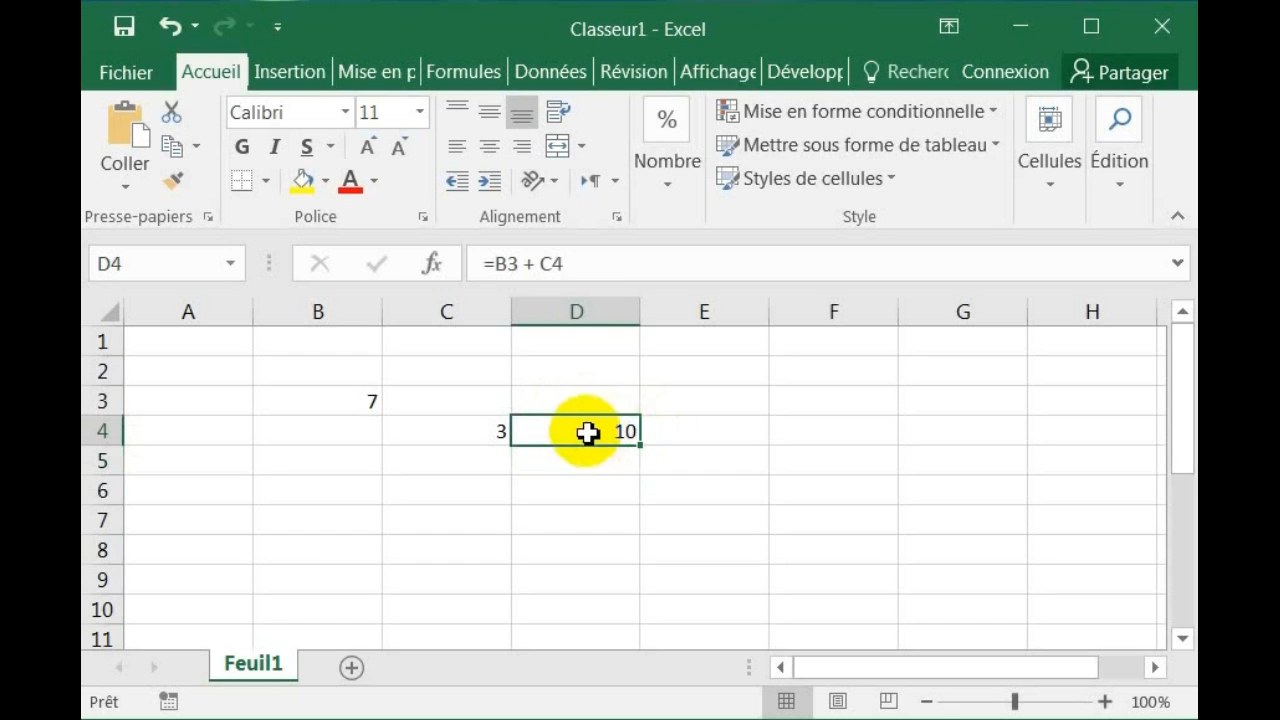 Classeur1 - Excel
Fichier Accueil Insertion Mise en p Formules Données Révision Affichage Développ Recherc Connexion Partager
Calibri 11
Coller G I S A A A % Nombre Mise en forme conditionnelle Mettre sous forme de tableau Styles de cellules Cellules Édition
Presse-papiers Police Alignement Style
D4 fx =B3 + C4
A B C D E F G H
1
2
3 7
4 3 10
5
6
7
8
9
10
11
Feuil1
Prêt 100%